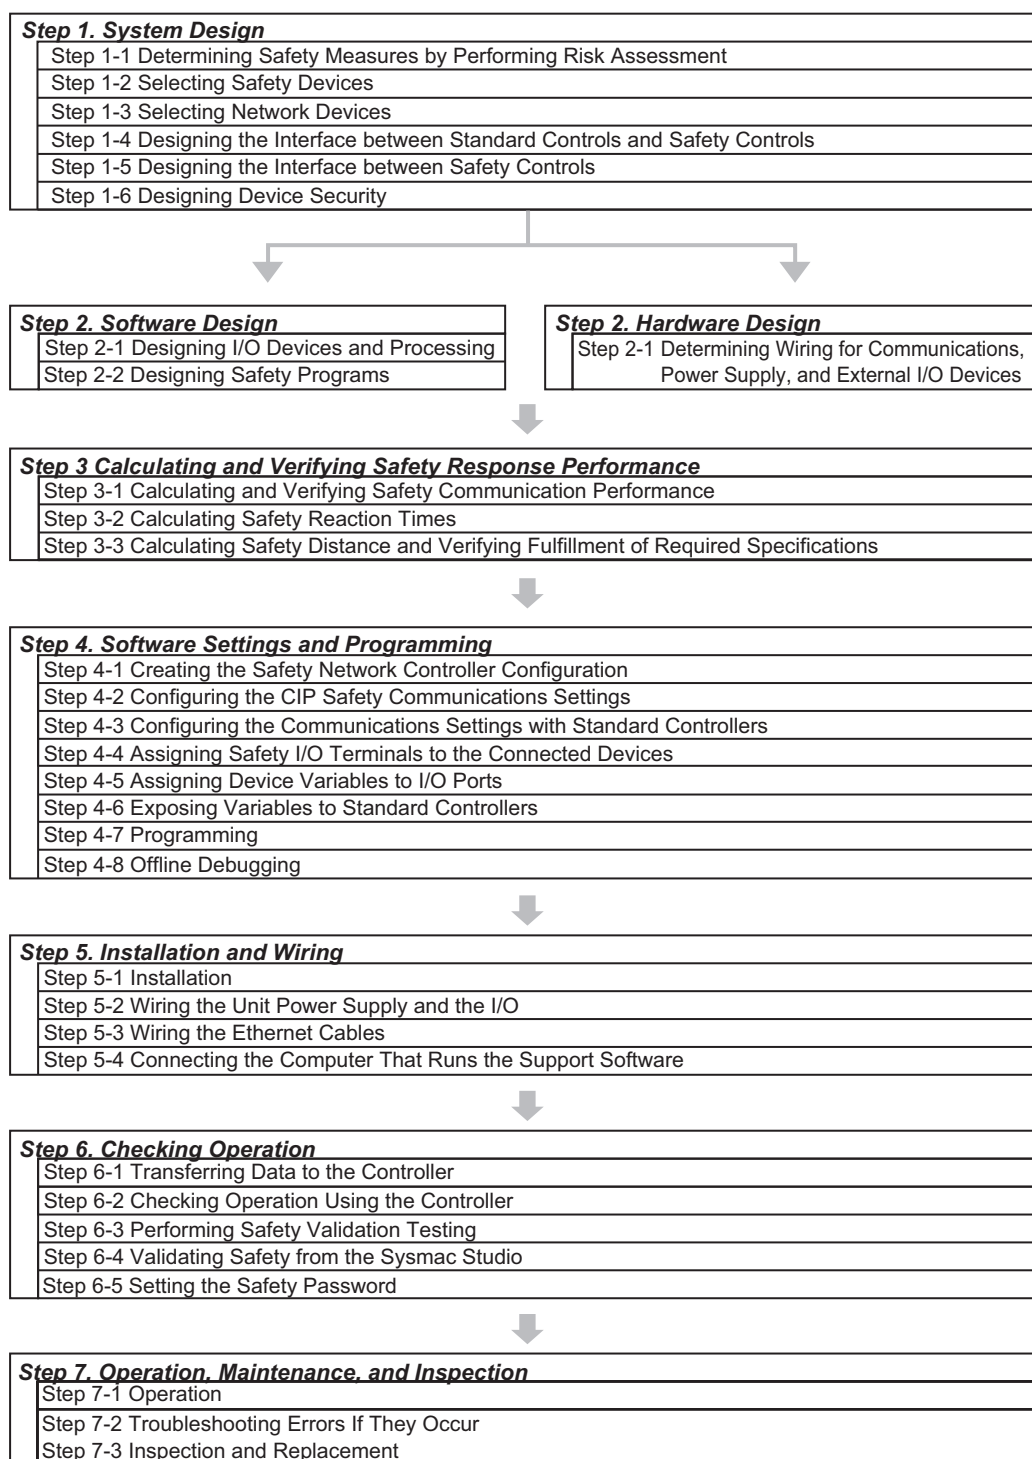 Step 1. System Design
Step 1-1 Determining Safety Measures by Performing Risk Assessment
Step 1-2 Selecting Safety Devices
Step 1-3 Selecting Network Devices
Step 1-4 Designing the Interface between Standard Controls and Safety Controls
Step 1-5 Designing the Interface between Safety Controls
Step 1-6 Designing Device Security
Step 2. Software Design
Step 2-1 Designing I/O Devices and Processing
Step 2-2 Designing Safety Programs
Step 2. Hardware Design
Step 2-1 Determining Wiring for Communications,
Power Supply, and External I/O Devices
Step 3 Calculating and Verifying Safety Response Performance
Step 3-1 Calculating and Verifying Safety Communication Performance
Step 3-2 Calculating Safety Reaction Times
Step 3-3 Calculating Safety Distance and Verifying Fulfillment of Required Specifications
Step 4. Software Settings and Programming
Step 4-1 Creating the Safety Network Controller Configuration
Step 4-2 Configuring the CIP Safety Communications Settings
Step 4-3 Configuring the Communications Settings with Standard Controllers
Step 4-4 Assigning Safety I/O Terminals to the Connected Devices
Step 4-5 Assigning Device Variables to I/O Ports
Step 4-6 Exposing Variables to Standard Controllers
Step 4-7 Programming
Step 4-8 Offline Debugging
Step 5. Installation and Wiring
Step 5-1 Installation
Step 5-2 Wiring the Unit Power Supply and the I/O
Step 5-3 Wiring the Ethernet Cables
Step 5-4 Connecting the Computer That Runs the Support Software
Step 6. Checking Operation
Step 6-1 Transferring Data to the Controller
Step 6-2 Checking Operation Using the Controller
Step 6-3 Performing Safety Validation Testing
Step 6-4 Validating Safety from the Sysmac Studio
Step 6-5 Setting the Safety Password
Step 7. Operation, Maintenance, and Inspection
Step 7-1 Operation
Step 7-2 Troubleshooting Errors If They Occur
Step 7-3 Inspection and Replacement